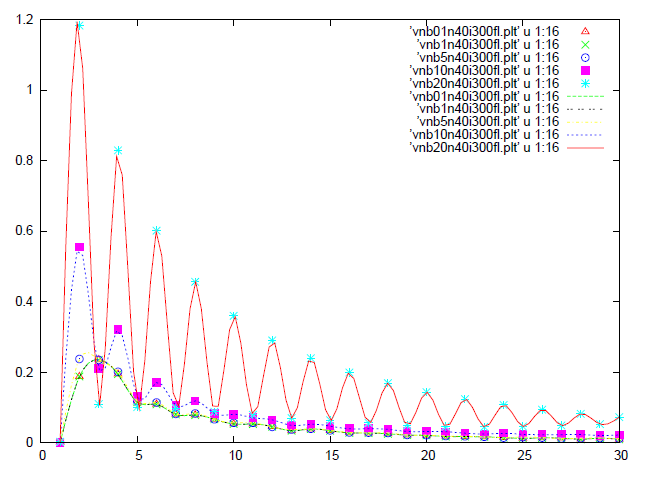 1.2
1
0.8
0.6
0.4
0.2
0
0 5 10 15 20 25 30
'vnb01n40i300fl.plt' u 1:16
'vnb1n40i300fl.plt' u 1:16
'vnb5n40i300fl.plt' u 1:16
'vnb10n40i300fl.plt' u 1:16
'vnb20n40i300fl.plt' u 1:16
'vnb01n40i300fl.plt' u 1:16
'vnb1n40i300fl.plt' u 1:16
'vnb5n40i300fl.plt' u 1:16
'vnb10n40i300fl.plt' u 1:16
'vnb20n40i300fl.plt' u 1:16